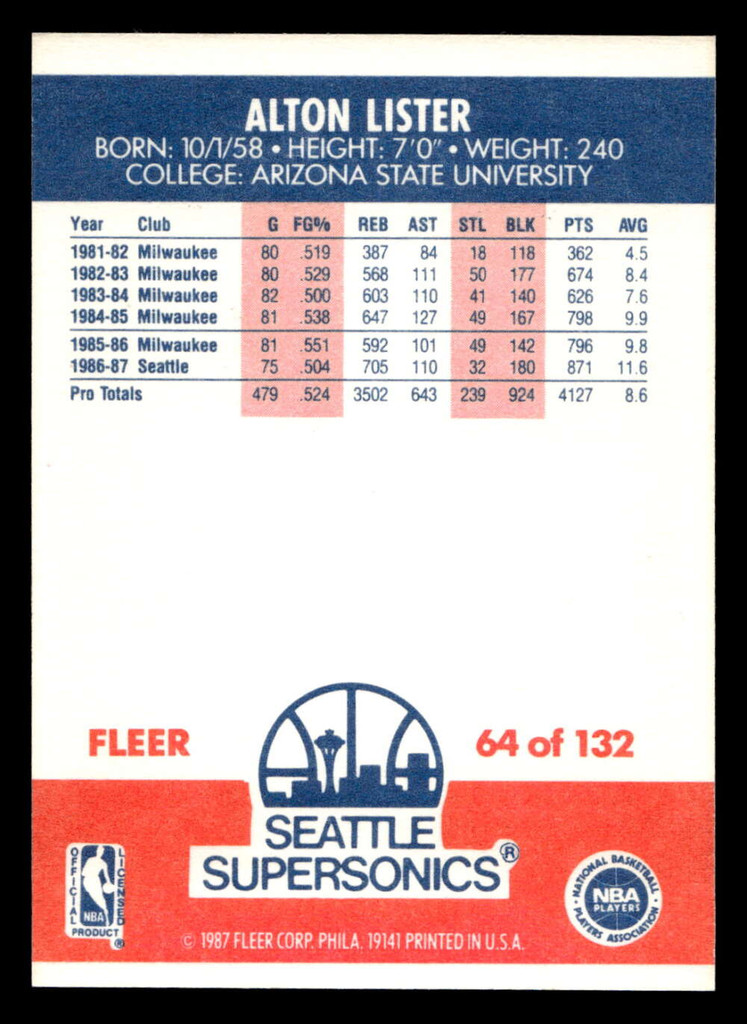 ALTON LISTER
BORN: 10/1/58 • HEIGHT: 7'0" • WEIGHT: 240
COLLEGE: ARIZONA STATE UNIVERSITY
Year Club G FG% REB AST STL BLK PTS AVG
1981-82 Milwaukee 80 .519 387 84 18 118 362 4.5
1982-83 Milwaukee 80 .529 568 111 50 177 674 8.4
1983-84 Milwaukee 82 .500 603 110 41 140 626 7.6
1984-85 Milwaukee 81 .538 647 127 49 167 798 9.9
1985-86 Milwaukee 81 .551 592 101 49 142 796 9.8
1986-87 Seattle 75 .504 705 110 32 180 871 11.6
Pro Totals 479 .524 3502 643 239 924 4127 8.6
FLEER
64 of 132
SEATTLE
SUPERSONICS®
OFFICIAL
LICENSED
NBA
PRODUCT ®
• NATIONAL BASKETBALL •
NBA
PLAYERS
PLAYERS ASSOCIATION
© 1987 FLEER CORP. PHILA. 19141 PRINTED IN U.S.A.